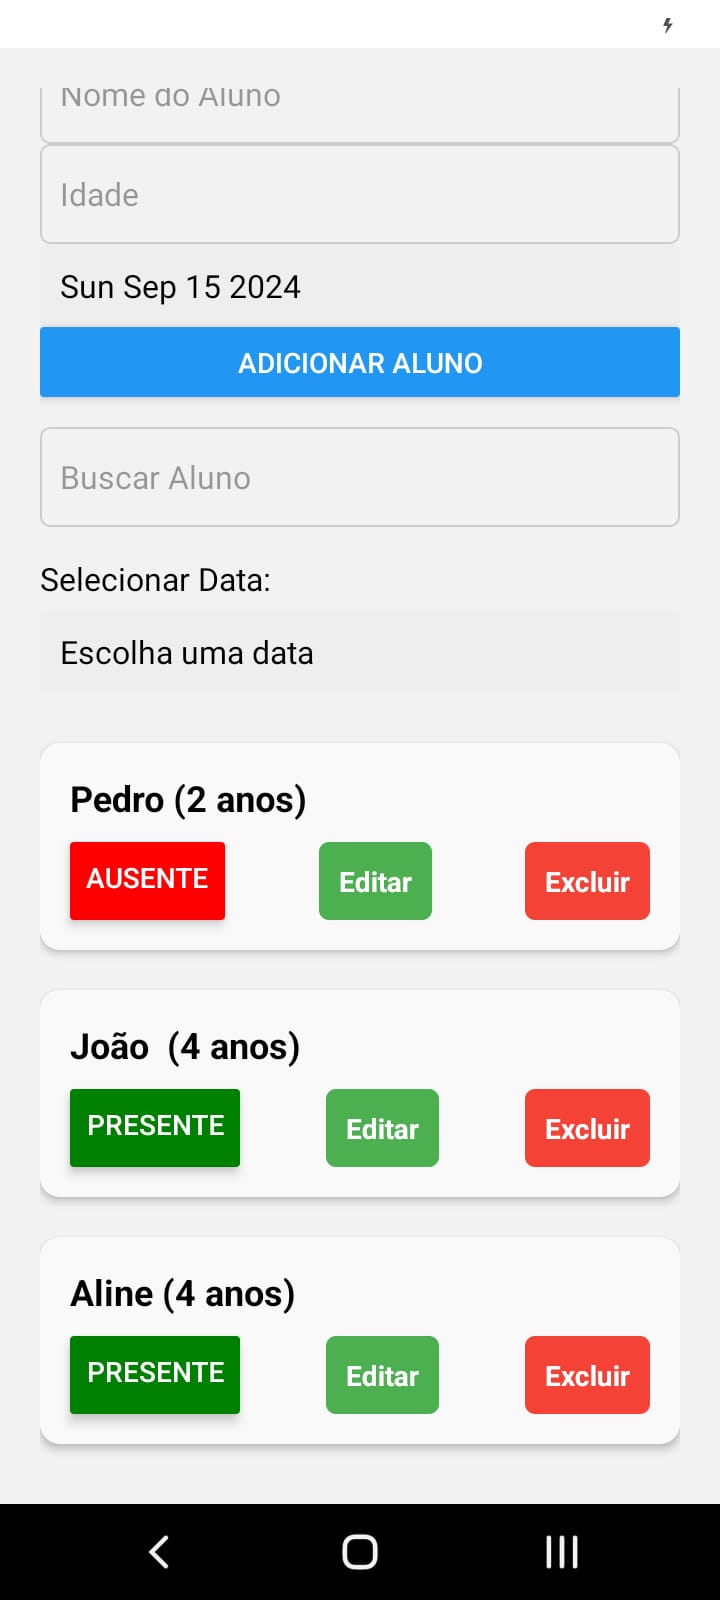 Nome do Aluno
Idade
Sun Sep 15 2024
ADICIONAR ALUNO
Buscar Aluno
Selecionar Data:
Escolha uma data
Pedro (2 anos)
AUSENTE Editar Excluir
João  (4 anos)
PRESENTE Editar Excluir
Aline (4 anos)
PRESENTE Editar Excluir